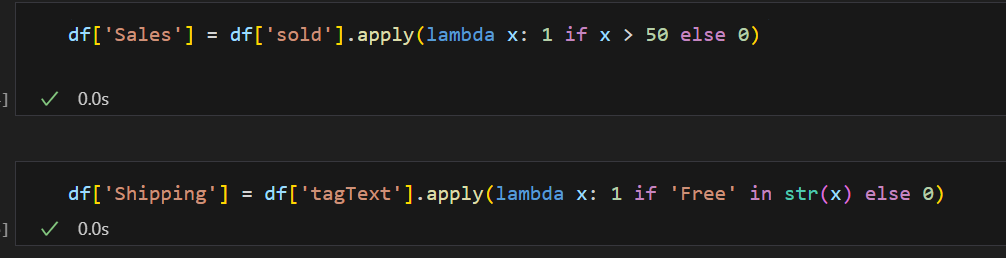 df['Sales'] = df['sold'].apply(lambda x: 1 if x > 50 else 0)
]
✓ 0.0s
df['Shipping'] = df['tagText'].apply(lambda x: 1 if 'Free' in str(x) else 0)
]
✓ 0.0s